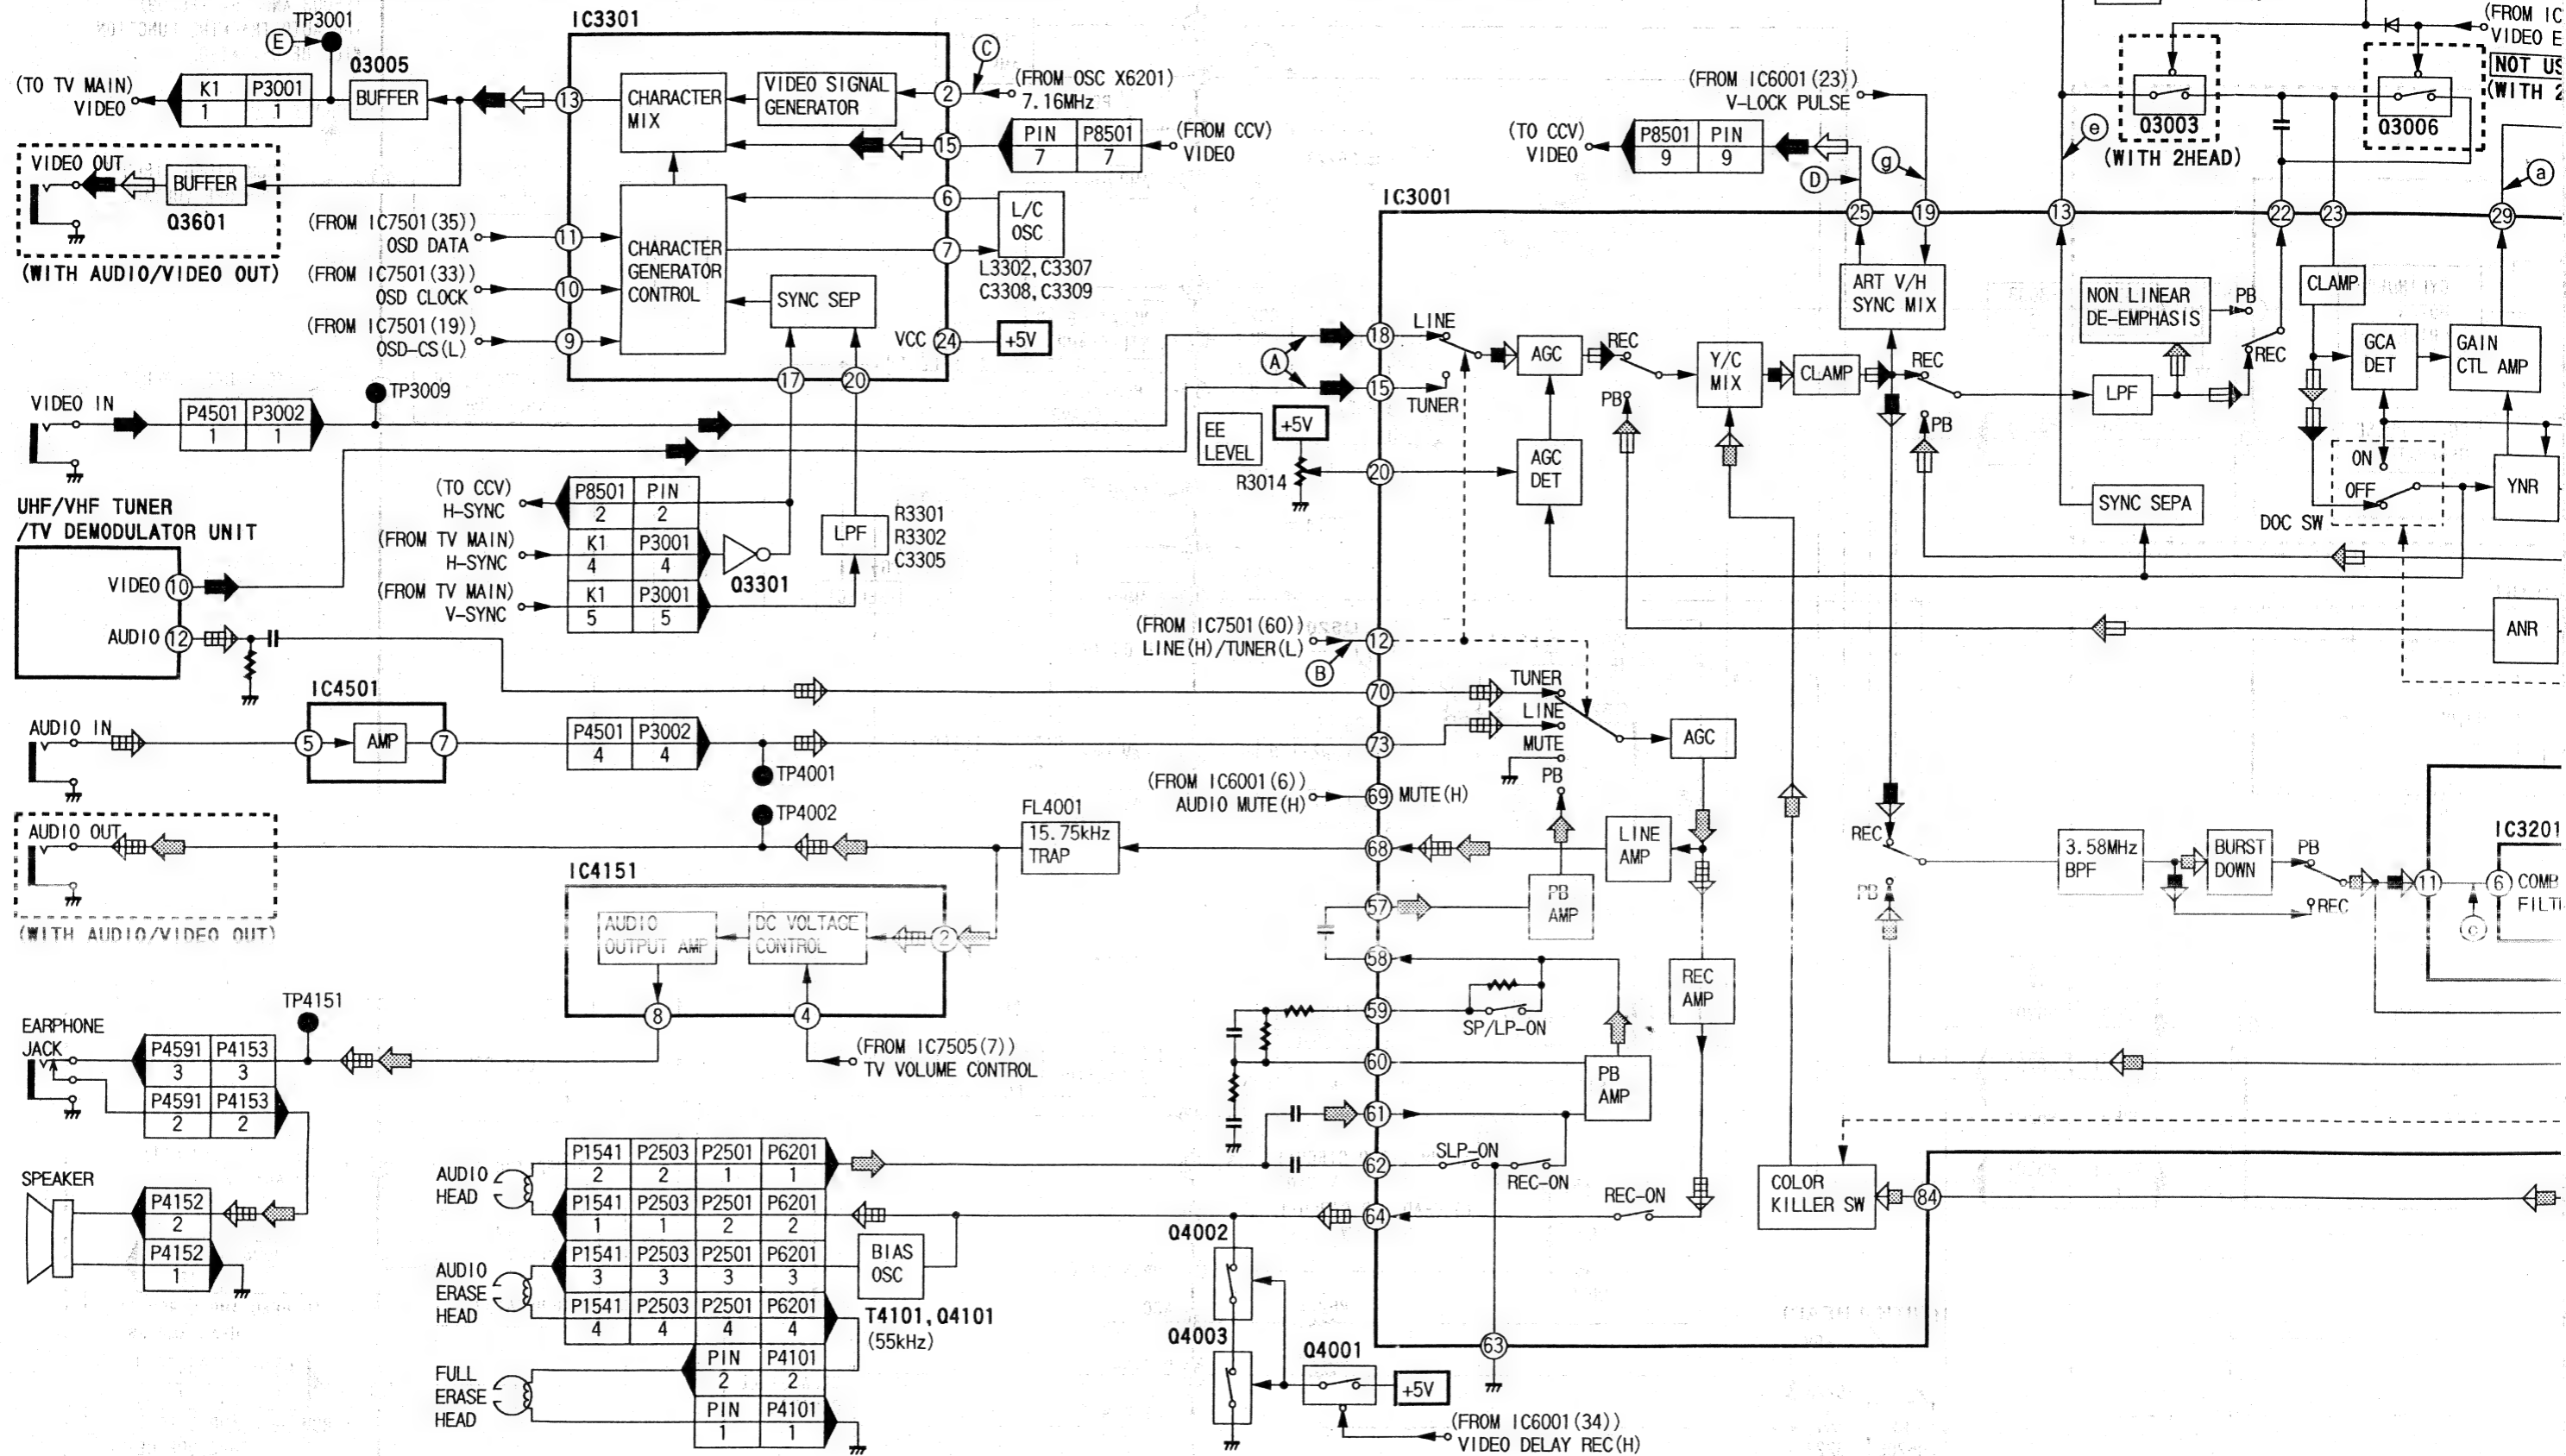 TP3001
E
(TO TV MAIN)
VIDEO
K1 P3001
1 1
Q3005
BUFFER
VIDEO OUT
BUFFER
Q3601
(WITH AUDIO/VIDEO OUT)
IC3301
CHARACTER
MIX
VIDEO SIGNAL
GENERATOR
13
2
C
(FROM OSC X6201)
7.16MHz
15
PIN P8501
7 7
(FROM CCV)
VIDEO
6
7
L/C
OSC
L3302, C3307
C3308, C3309
(FROM IC7501(35))
OSD DATA
11
(FROM IC7501(33))
OSD CLOCK
10
(FROM IC7501(19))
OSD-CS(L)
9
CHARACTER
GENERATOR
CONTROL
SYNC SEP
VCC 24
+5V
17
20
VIDEO IN
P4501 P3002
1 1
TP3009
UHF/VHF TUNER
/TV DEMODULATOR UNIT
VIDEO 10
AUDIO 12
(TO CCV)
H-SYNC
P8501 PIN
2 2
(FROM TV MAIN)
H-SYNC
K1 P3001
4 4
(FROM TV MAIN)
V-SYNC
K1 P3001
5 5
Q3301
LPF
R3301
R3302
C3305
AUDIO IN
IC4501
5
AMP
7
P4501 P3002
4 4
TP4001
TP4002
AUDIO OUT
(WITH AUDIO/VIDEO OUT)
FL4001
15.75kHz
TRAP
IC4151
AUDIO
OUTPUT AMP
DC VOLTAGE
CONTROL
2
8
4
(FROM IC7505(7))
TV VOLUME CONTROL
TP4151
EARPHONE
JACK
P4591 P4153
3 3
P4591 P4153
2 2
SPEAKER
P4152
2
P4152
1
AUDIO
HEAD
P1541 P2503 P2501 P6201
2 2 1 1
P1541 P2503 P2501 P6201
1 1 2 2
AUDIO
ERASE
HEAD
P1541 P2503 P2501 P6201
3 3 3 3
P1541 P2503 P2501 P6201
4 4 4 4
BIAS
OSC
T4101, Q4101
(55kHz)
FULL
ERASE
HEAD
PIN P4101
2 2
PIN P4101
1 1
(FROM IC6001(23))
V-LOCK PULSE
(TO CCV)
VIDEO
P8501 PIN
9 9
D
g
IC3001
25
19
13
22
23
29
e
a
Q3003
(WITH 2HEAD)
Q3006
(FROM IC
VIDEO E
NOT US
(WITH 2
A
18
LINE
15
TUNER
EE
LEVEL
+5V
R3014
20
AGC
AGC
DET
REC
PB
Y/C
MIX
CLAMP
ART V/H
SYNC MIX
REC
PB
NON LINEAR
DE-EMPHASIS
LPF
PB
REC
CLAMP
GCA
DET
GAIN
CTL AMP
ON
OFF
DOC SW
YNR
SYNC SEPA
ANR
(FROM IC7501(60))
LINE(H)/TUNER(L)
B
12
70
TUNER
LINE
MUTE
PB
73
AGC
(FROM IC6001(6))
AUDIO MUTE(H)
69 MUTE(H)
68
LINE
AMP
57
PB
AMP
58
59
SP/LP-ON
60
PB
AMP
61
62
SLP-ON
REC-ON
REC
AMP
REC-ON
64
63
REC
PB
3.58MHz
BPF
BURST
DOWN
PB
REC
11
IC3201
6
COMB
FILT
c
COLOR
KILLER SW
84
Q4002
Q4003
Q4001
+5V
(FROM IC6001(34))
VIDEO DELAY REC(H)